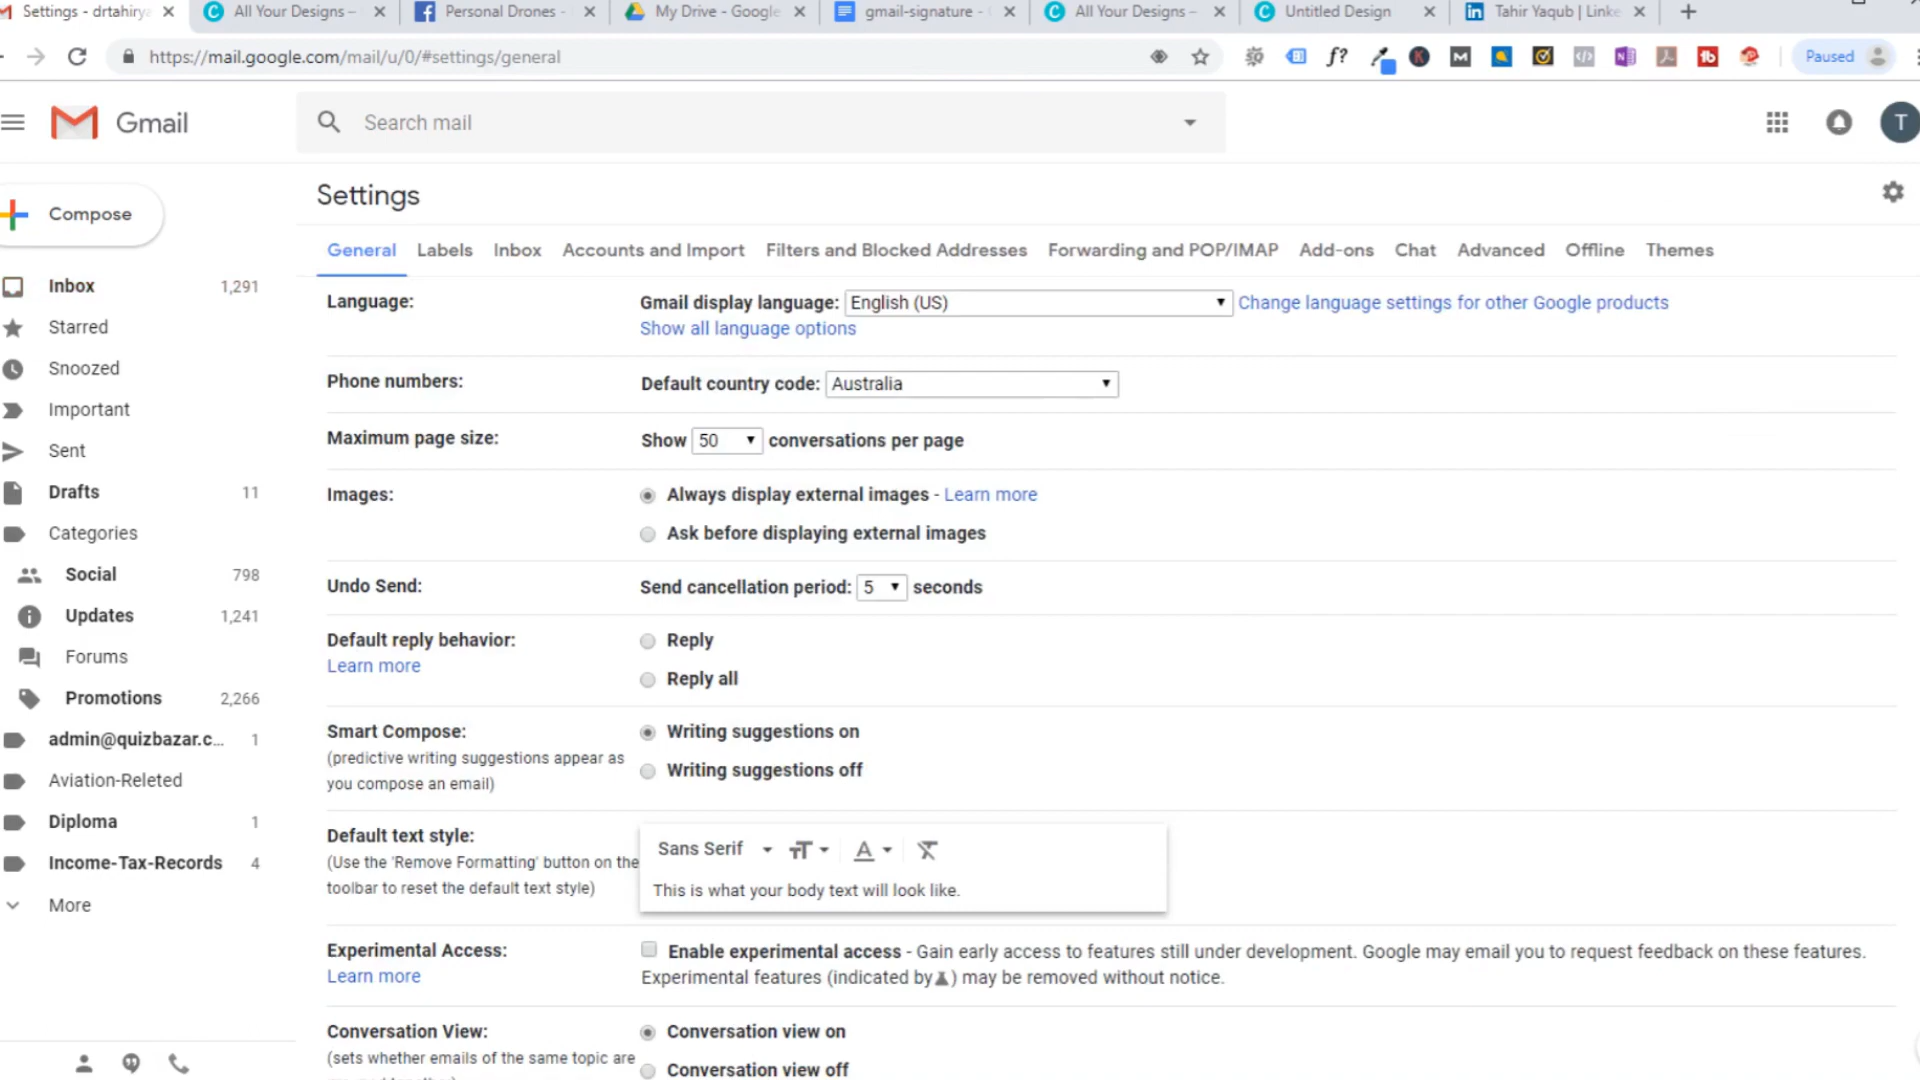 Settings - drtahirya
All Your Designs –
Personal Drones -
My Drive - Google
gmail-signature -
All Your Designs –
Untitled Design
Tahir Yaqub | Linke
https://mail.google.com/mail/u/0/#settings/general
Paused
Gmail
Search mail
T
Compose
Inbox 1,291
Starred
Snoozed
Important
Sent
Drafts 11
Categories
Social 798
Updates 1,241
Forums
Promotions 2,266
admin@quizbazar.c... 1
Aviation-Releted
Diploma 1
Income-Tax-Records 4
More
Settings
General Labels Inbox Accounts and Import Filters and Blocked Addresses Forwarding and POP/IMAP Add-ons Chat Advanced Offline Themes
Language:
Gmail display language: English (US) Change language settings for other Google products
Show all language options
Phone numbers:
Default country code: Australia
Maximum page size:
Show 50 conversations per page
Images:
Always display external images - Learn more
Ask before displaying external images
Undo Send:
Send cancellation period: 5 seconds
Default reply behavior:
Learn more
Reply
Reply all
Smart Compose:
(predictive writing suggestions appear as
you compose an email)
Writing suggestions on
Writing suggestions off
Default text style:
(Use the 'Remove Formatting' button on the
toolbar to reset the default text style)
Sans Serif
This is what your body text will look like.
Experimental Access:
Learn more
Enable experimental access - Gain early access to features still under development. Google may email you to request feedback on these features.
Experimental features (indicated by ) may be removed without notice.
Conversation View:
(sets whether emails of the same topic are
Conversation view on
Conversation view off